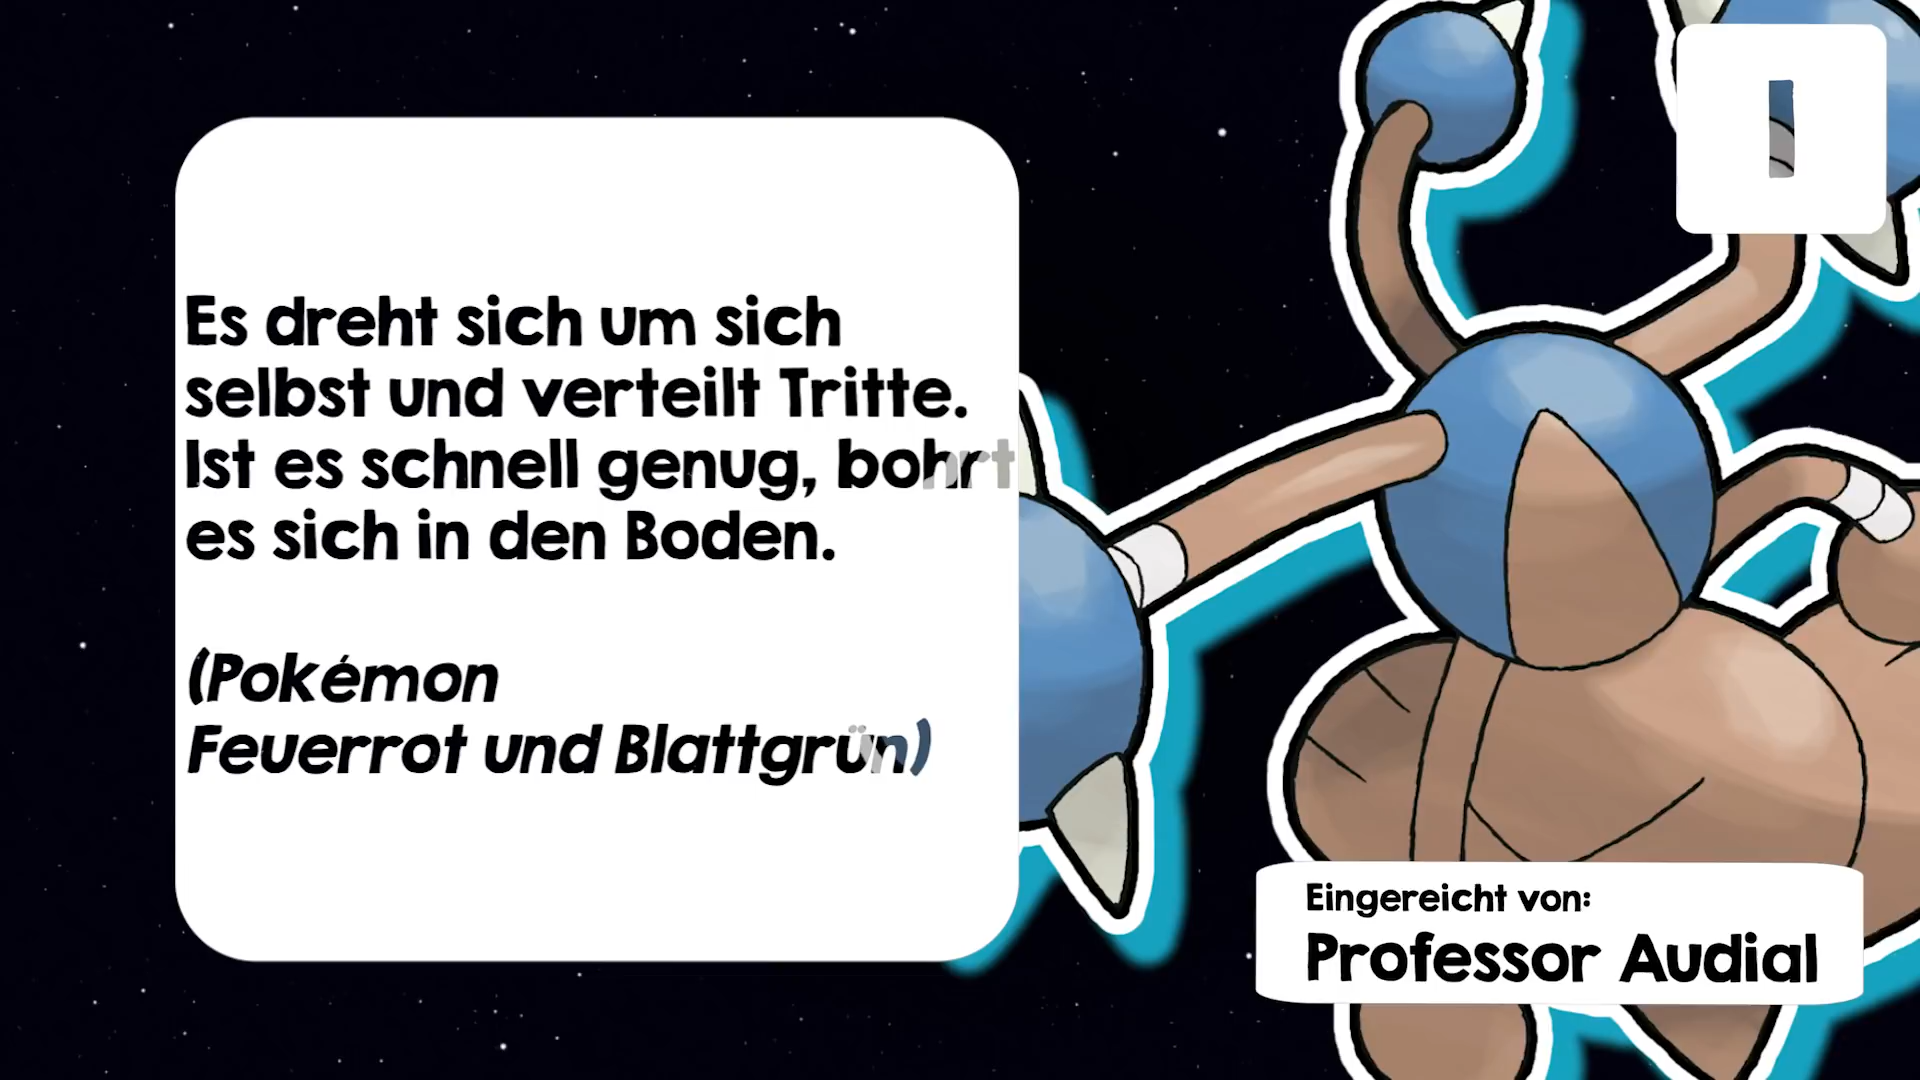 Es dreht sich um sich
selbst und verteilt Tritte.
Ist es schnell genug, bohrt
es sich in den Boden.
(Pokémon
Feuerrot und Blattgrün)
I
Eingereicht von:
Professor Audial